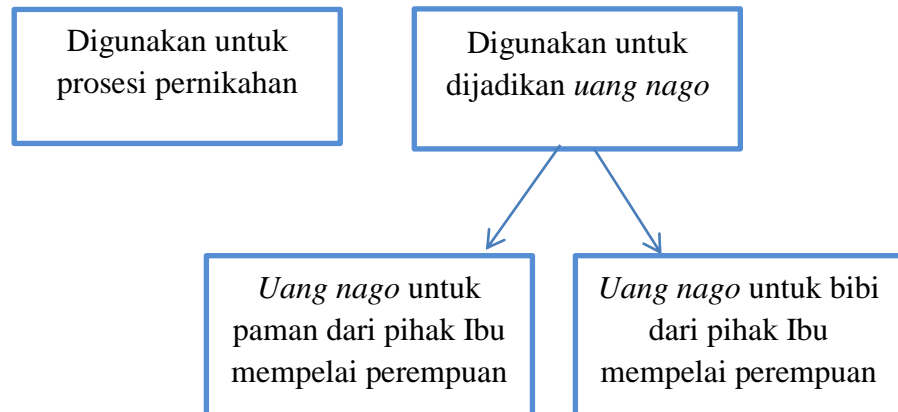 Digunakan untuk
prosesi pernikahan
Digunakan untuk
dijadikan uang nago
Uang nago untuk
paman dari pihak Ibu
mempelai perempuan
Uang nago untuk bibi
dari pihak Ibu
mempelai perempuan